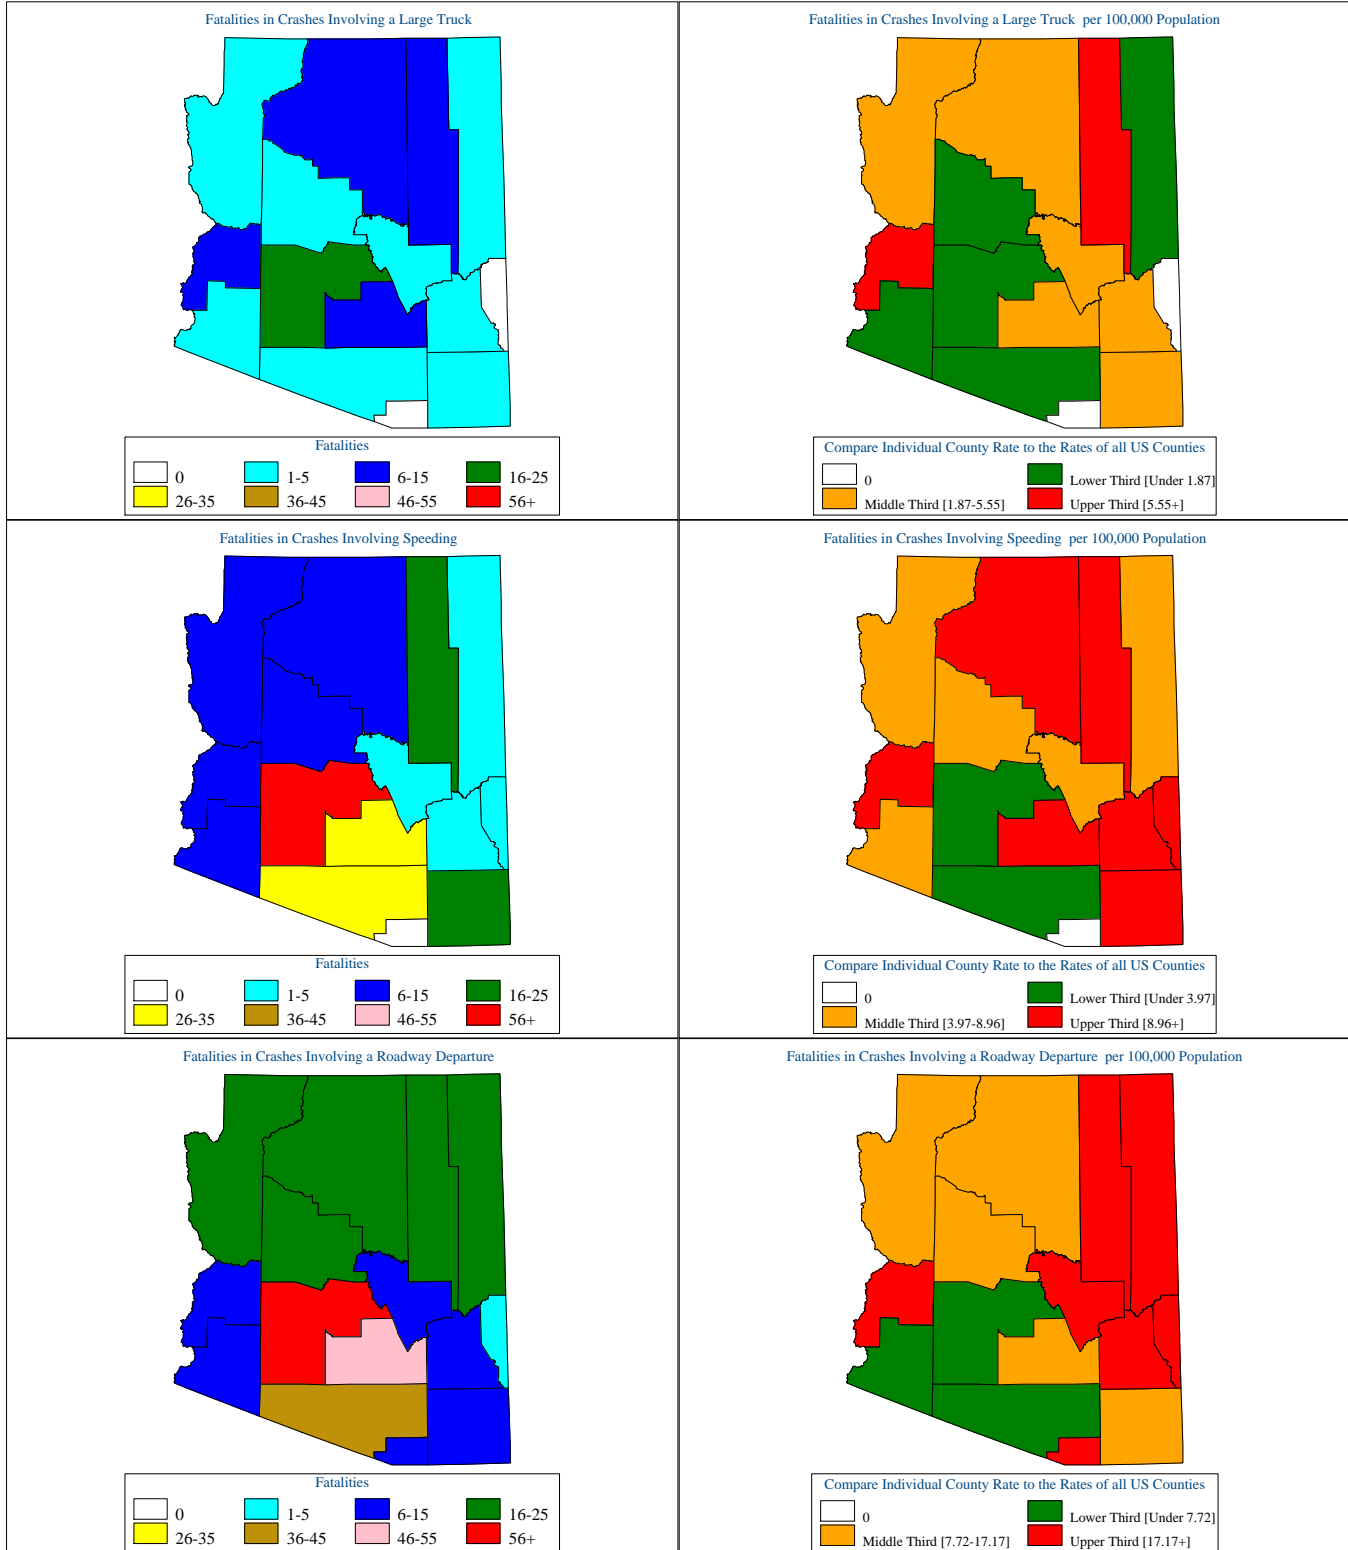 Fatalities in Crashes Involving a Large Truck
Fatalities
0 1-5 6-15 16-25
26-35 36-45 46-55 56+
Fatalities in Crashes Involving a Large Truck per 100,000 Population
Compare Individual County Rate to the Rates of all US Counties
0 Lower Third [Under 1.87]
Middle Third [1.87-5.55] Upper Third [5.55+]
Fatalities in Crashes Involving Speeding
Fatalities
0 1-5 6-15 16-25
26-35 36-45 46-55 56+
Fatalities in Crashes Involving Speeding per 100,000 Population
Compare Individual County Rate to the Rates of all US Counties
0 Lower Third [Under 3.97]
Middle Third [3.97-8.96] Upper Third [8.96+]
Fatalities in Crashes Involving a Roadway Departure
Fatalities
0 1-5 6-15 16-25
26-35 36-45 46-55 56+
Fatalities in Crashes Involving a Roadway Departure per 100,000 Population
Compare Individual County Rate to the Rates of all US Counties
0 Lower Third [Under 7.72]
Middle Third [7.72-17.17] Upper Third [17.17+]